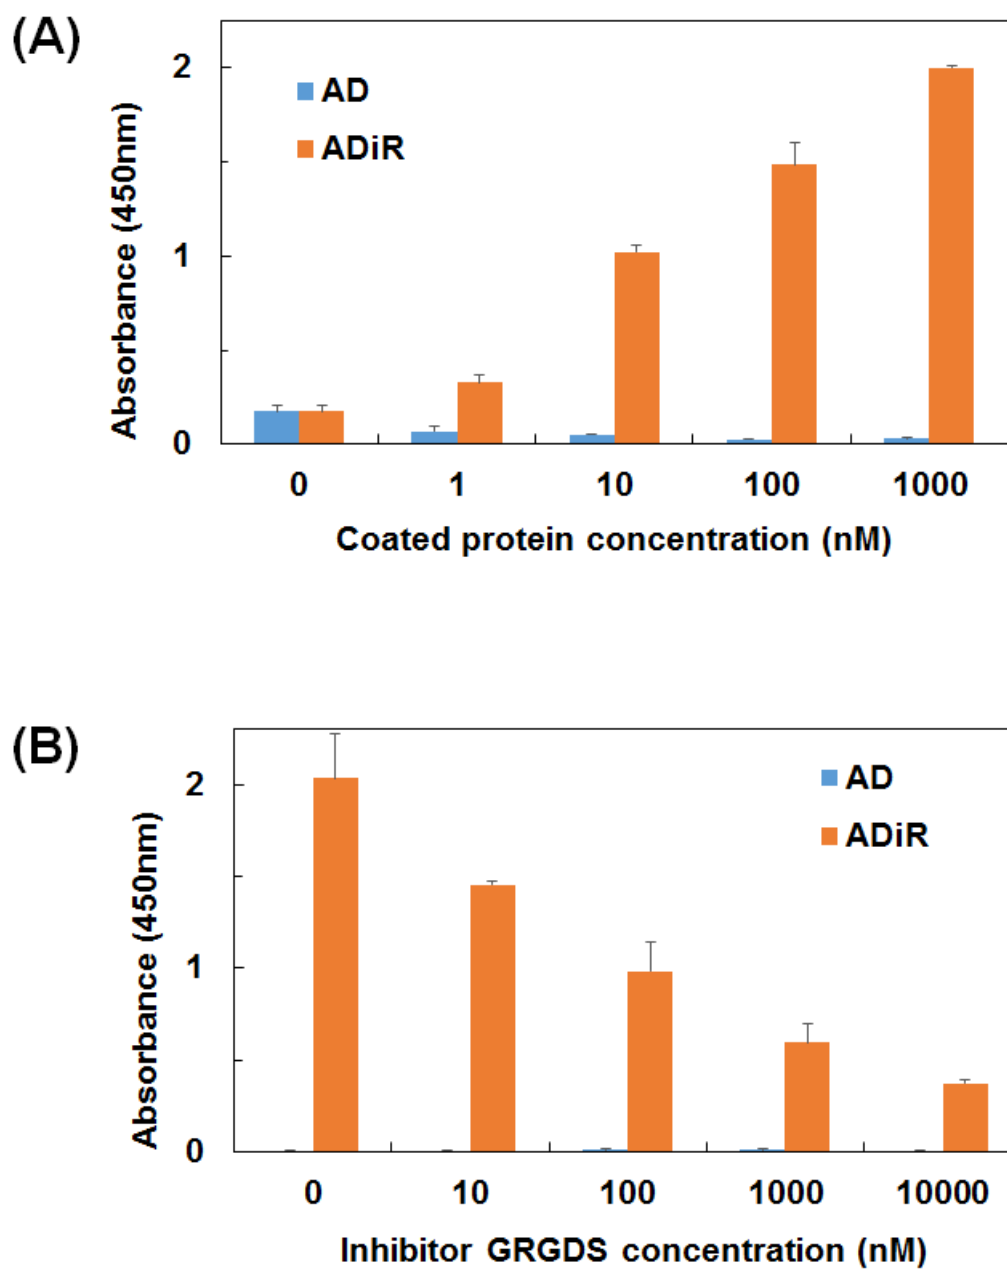 (A)
AD
ADiR
Absorbance (450nm)
2
1
0
0 1 10 100 1000
Coated protein concentration (nM)
(B)
AD
ADiR
Absorbance (450nm)
2
1
0
0 10 100 1000 10000
Inhibitor GRGDS concentration (nM)